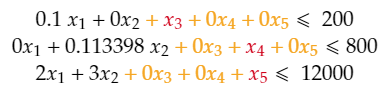 0.1 x₁ + 0x₂ + x₃ + 0x₄ + 0x₅ ⩽ 200
0x₁ + 0.113398 x₂ + 0x₃ + x₄ + 0x₅ ⩽ 800
2x₁ + 3x₂ + 0x₃ + 0x₄ + x₅ ⩽ 12000